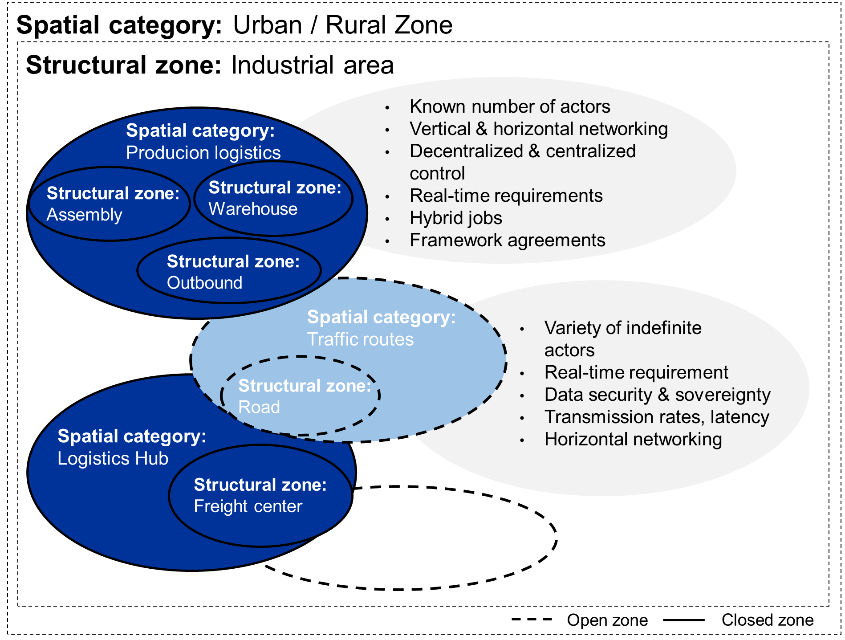 Spatial category: Urban / Rural Zone
Structural zone: Industrial area
Spatial category:
Producion logistics
Structural zone:
Assembly
Structural zone:
Warehouse
Structural zone:
Outbound
• Known number of actors
• Vertical & horizontal networking
• Decentralized & centralized
control
• Real-time requirements
• Hybrid jobs
• Framework agreements
Spatial category:
Traffic routes
Structural zone:
Road
• Variety of indefinite
actors
• Real-time requirement
• Data security & sovereignty
• Transmission rates, latency
• Horizontal networking
Spatial category:
Logistics Hub
Structural zone:
Freight center
Open zone
Closed zone